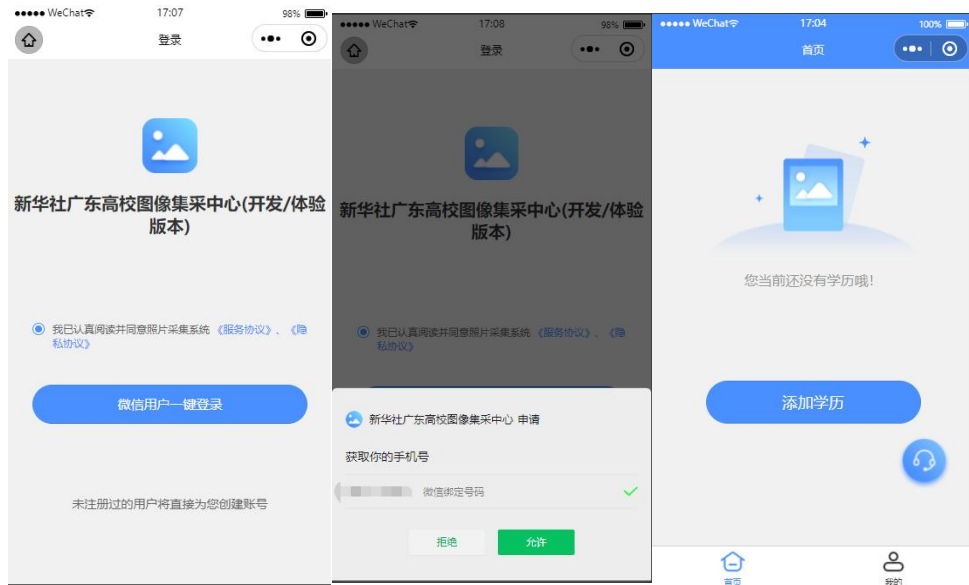 ●●●●● WeChat
17:07
98%
登录
新华社广东高校图像集采中心(开发/体验
版本)
我已认真阅读并同意照片采集系统《服务协议》、《隐
私协议》
微信用户一键登录
未注册过的用户将直接为您创建账号
●●●●● WeChat
17:08
98%
登录
新华社广东高校图像集采中心(开发/体验
版本)
我已认真阅读并同意照片采集系统《服务协议》、《隐
私协议》
新华社广东高校图像集采中心 申请
获取你的手机号
微信绑定号码
拒绝
允许
●●●●● WeChat
17:04
100%
首页
您当前还没有学历哦!
添加学历
首页
我的